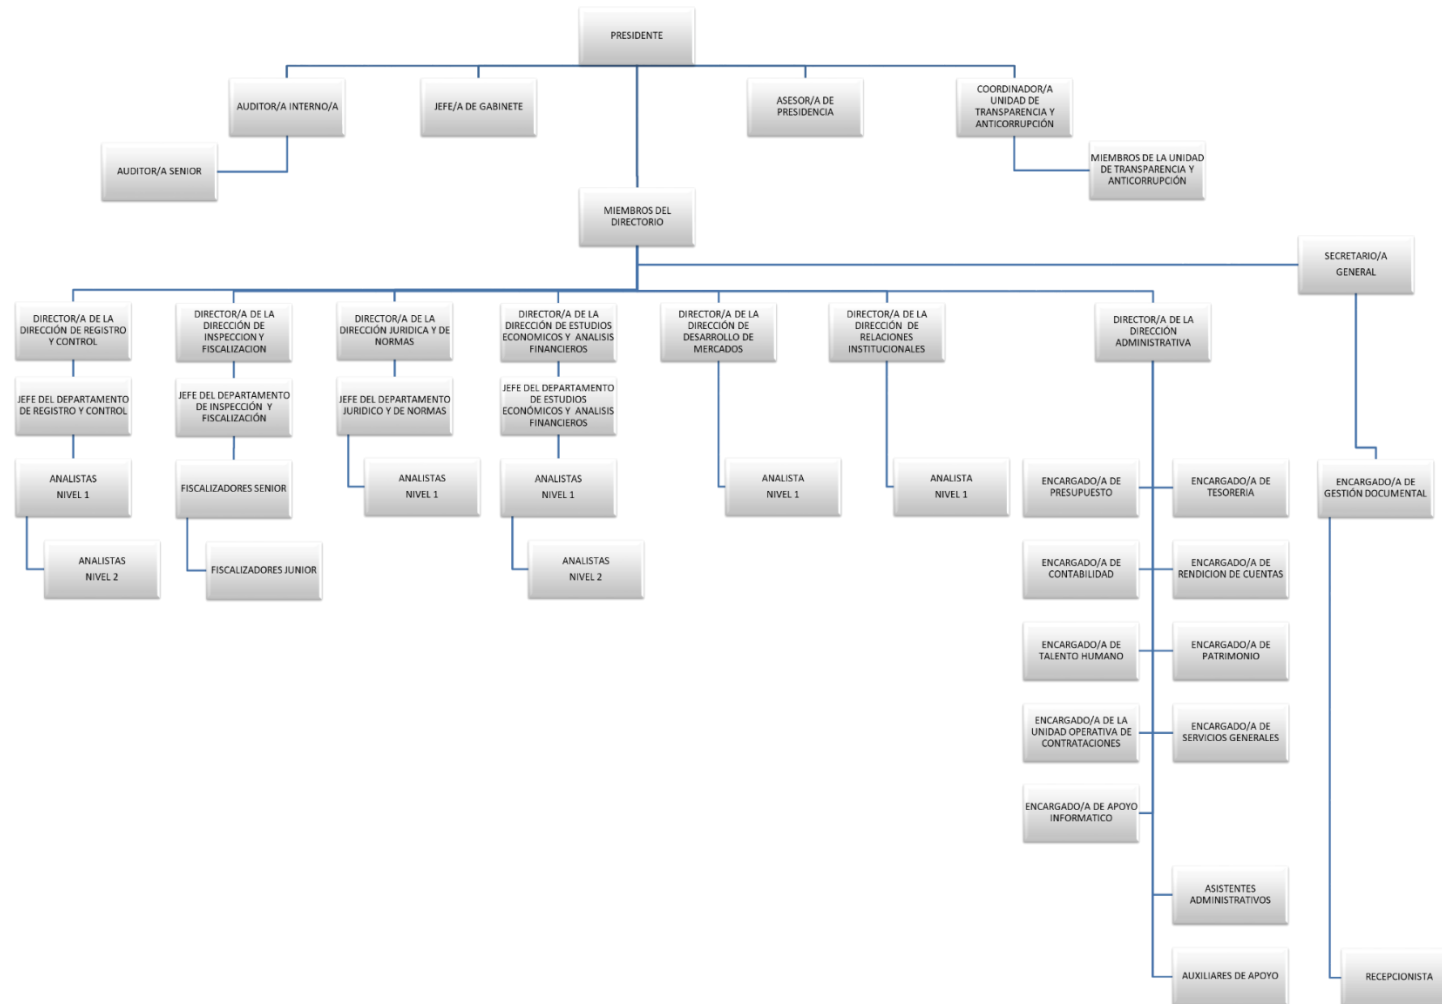 PRESIDENTE
AUDITOR/A INTERNO/A
JEFE/A DE GABINETE
ASESOR/A DE
PRESIDENCIA
COORDINADOR/A
UNIDAD DE
TRANSPARENCIA Y
ANTICORRUPCIÓN
AUDITOR/A SENIOR
MIEMBROS DE LA UNIDAD
DE TRANSPARENCIA Y
ANTICORRUPCIÓN
MIEMBROS DEL
DIRECTORIO
SECRETARIO/A
GENERAL
DIRECTOR/A DE LA
DIRECCIÓN DE REGISTRO
Y CONTROL
DIRECTOR/A DE LA
DIRECCIÓN DE
INSPECCION Y
FISCALIZACION
DIRECTOR/A DE LA
DIRECCIÓN JURIDICA Y DE
NORMAS
DIRECTOR/A DE LA
DIRECCIÓN DE ESTUDIOS
ECONOMICOS Y ANALISIS
FINANCIEROS
DIRECTOR/A DE LA
DIRECCIÓN DE
DESARROLLO DE
MERCADOS
DIRECTOR/A DE LA
DIRECCIÓN DE
RELACIONES
INSTITUCIONALES
DIRECTOR/A DE LA
DIRECCIÓN
ADMINISTRATIVA
JEFE DEL DEPARTAMENTO
DE REGISTRO Y CONTROL
JEFE DEL DEPARTAMENTO
DE INSPECCIÓN Y
FISCALIZACIÓN
JEFE DEL DEPARTAMENTO
JURIDICO Y DE NORMAS
JEFE DEL DEPARTAMENTO
DE ESTUDIOS
ECONÓMICOS Y ANALISIS
FINANCIEROS
ANALISTAS
NIVEL 1
FISCALIZADORES SENIOR
ANALISTAS
NIVEL 1
ANALISTAS
NIVEL 1
ANALISTA
NIVEL 1
ANALISTA
NIVEL 1
ENCARGADO/A DE
PRESUPUESTO
ENCARGADO/A DE
TESORERIA
ENCARGADO/A DE
GESTIÓN DOCUMENTAL
ANALISTAS
NIVEL 2
FISCALIZADORES JUNIOR
ANALISTAS
NIVEL 2
ENCARGADO/A DE
CONTABILIDAD
ENCARGADO/A DE
RENDICION DE CUENTAS
ENCARGADO/A DE
TALENTO HUMANO
ENCARGADO/A DE
PATRIMONIO
ENCARGADO/A DE LA
UNIDAD OPERATIVA DE
CONTRATACIONES
ENCARGADO/A DE
SERVICIOS GENERALES
ENCARGADO/A DE APOYO
INFORMATICO
ASISTENTES
ADMINISTRATIVOS
AUXILIARES DE APOYO
RECEPCIONISTA